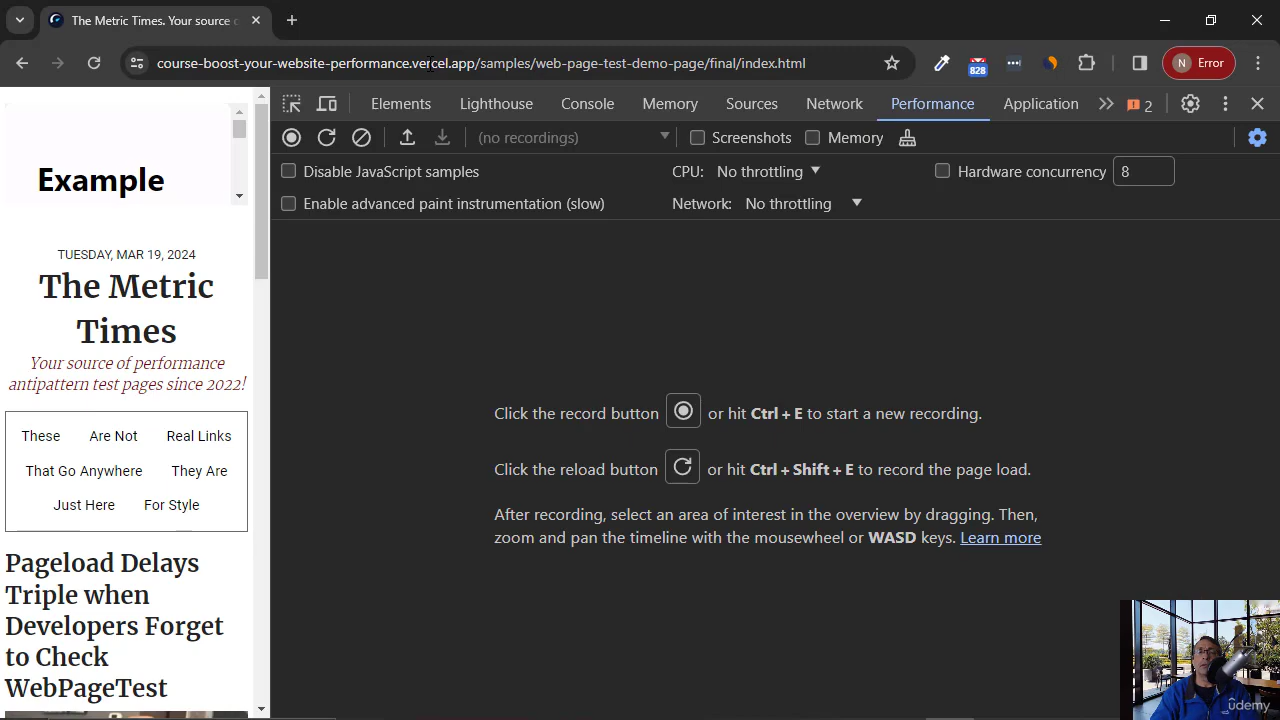 The Metric Times. Your source o
course-boost-your-website-performance.vercel.app/samples/web-page-test-demo-page/final/index.html
828
N Error
Elements Lighthouse Console Memory Sources Network Performance Application 2
(no recordings) Screenshots Memory
Disable JavaScript samples CPU: No throttling Hardware concurrency 8
Enable advanced paint instrumentation (slow) Network: No throttling
Example
TUESDAY, MAR 19, 2024
The Metric
Times
Your source of performance
antipattern test pages since 2022!
These Are Not Real Links
That Go Anywhere They Are
Just Here For Style
Pageload Delays
Triple when
Developers Forget
to Check
WebPageTest
Click the record button or hit Ctrl + E to start a new recording.
Click the reload button or hit Ctrl + Shift + E to record the page load.
After recording, select an area of interest in the overview by dragging. Then,
zoom and pan the timeline with the mousewheel or WASD keys. Learn more
udemy